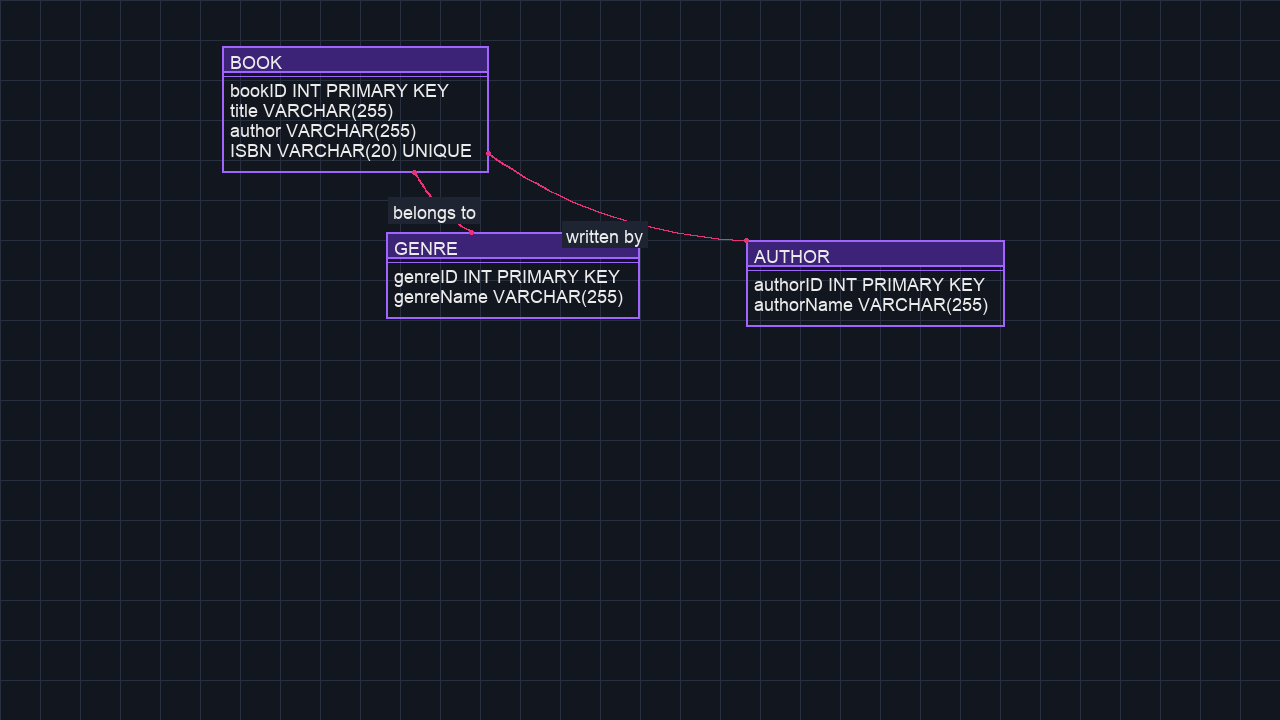 BOOK
bookID INT PRIMARY KEY
title VARCHAR(255)
author VARCHAR(255)
ISBN VARCHAR(20) UNIQUE
belongs to
written by
GENRE
genreID INT PRIMARY KEY
genreName VARCHAR(255)
AUTHOR
authorID INT PRIMARY KEY
authorName VARCHAR(255)